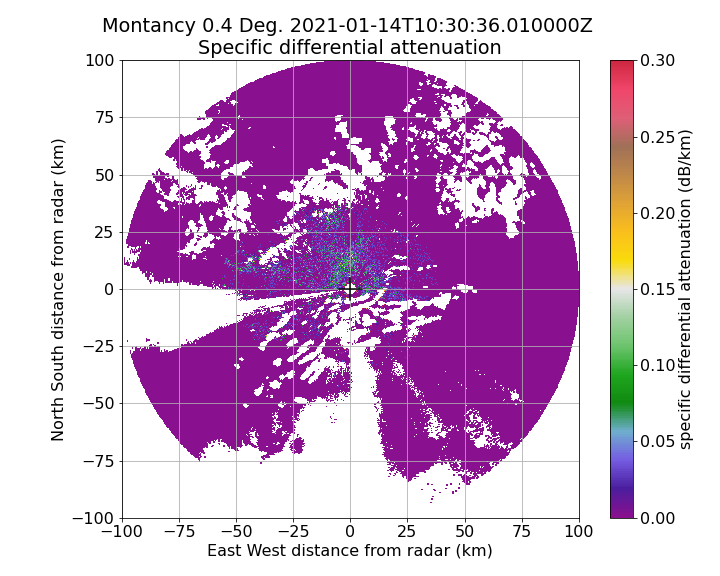 Montancy 0.4 Deg. 2021-01-14T10:30:36.010000Z
Specific differential attenuation
100
75
50
25
0
−25
−50
−75
−100
North South distance from radar (km)
−100 −75 −50 −25 0 25 50 75 100
East West distance from radar (km)
0.30
0.25
0.20
0.15
0.10
0.05
0.00
specific differential attenuation (dB/km)